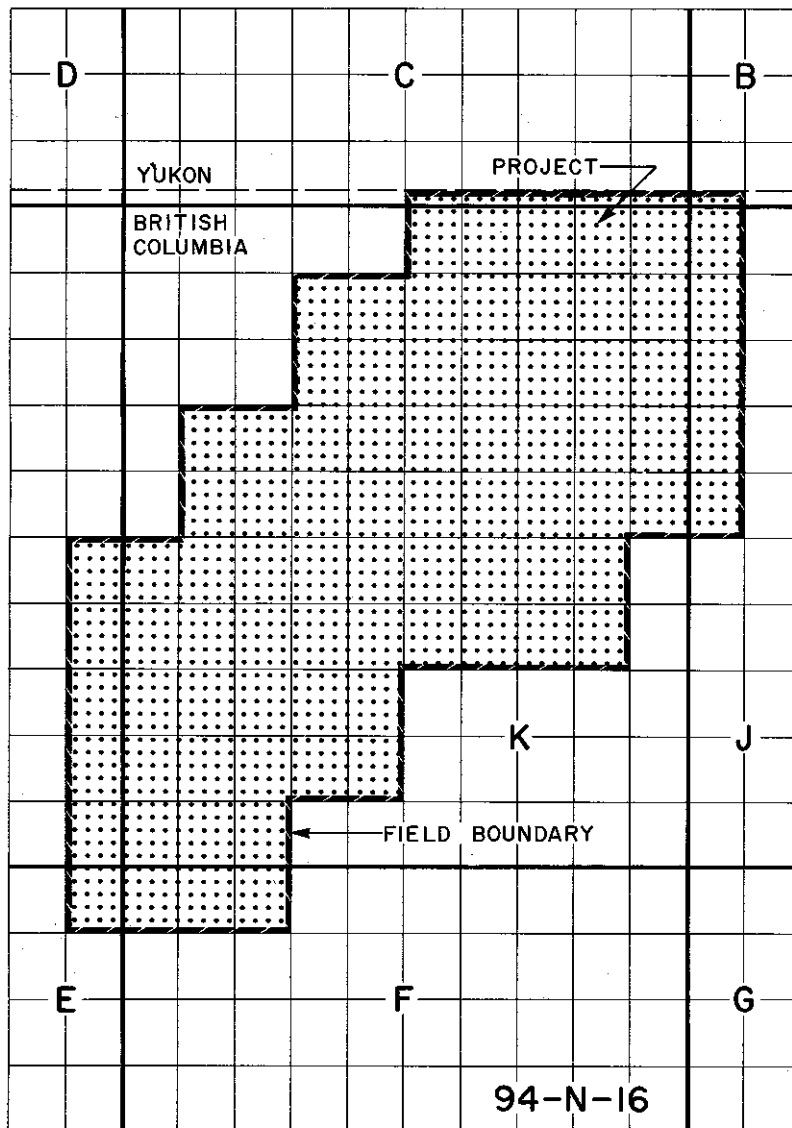 D
C
B
YUKON
PROJECT
BRITISH
COLUMBIA
K
J
FIELD BOUNDARY
E
F
G
94-N-16